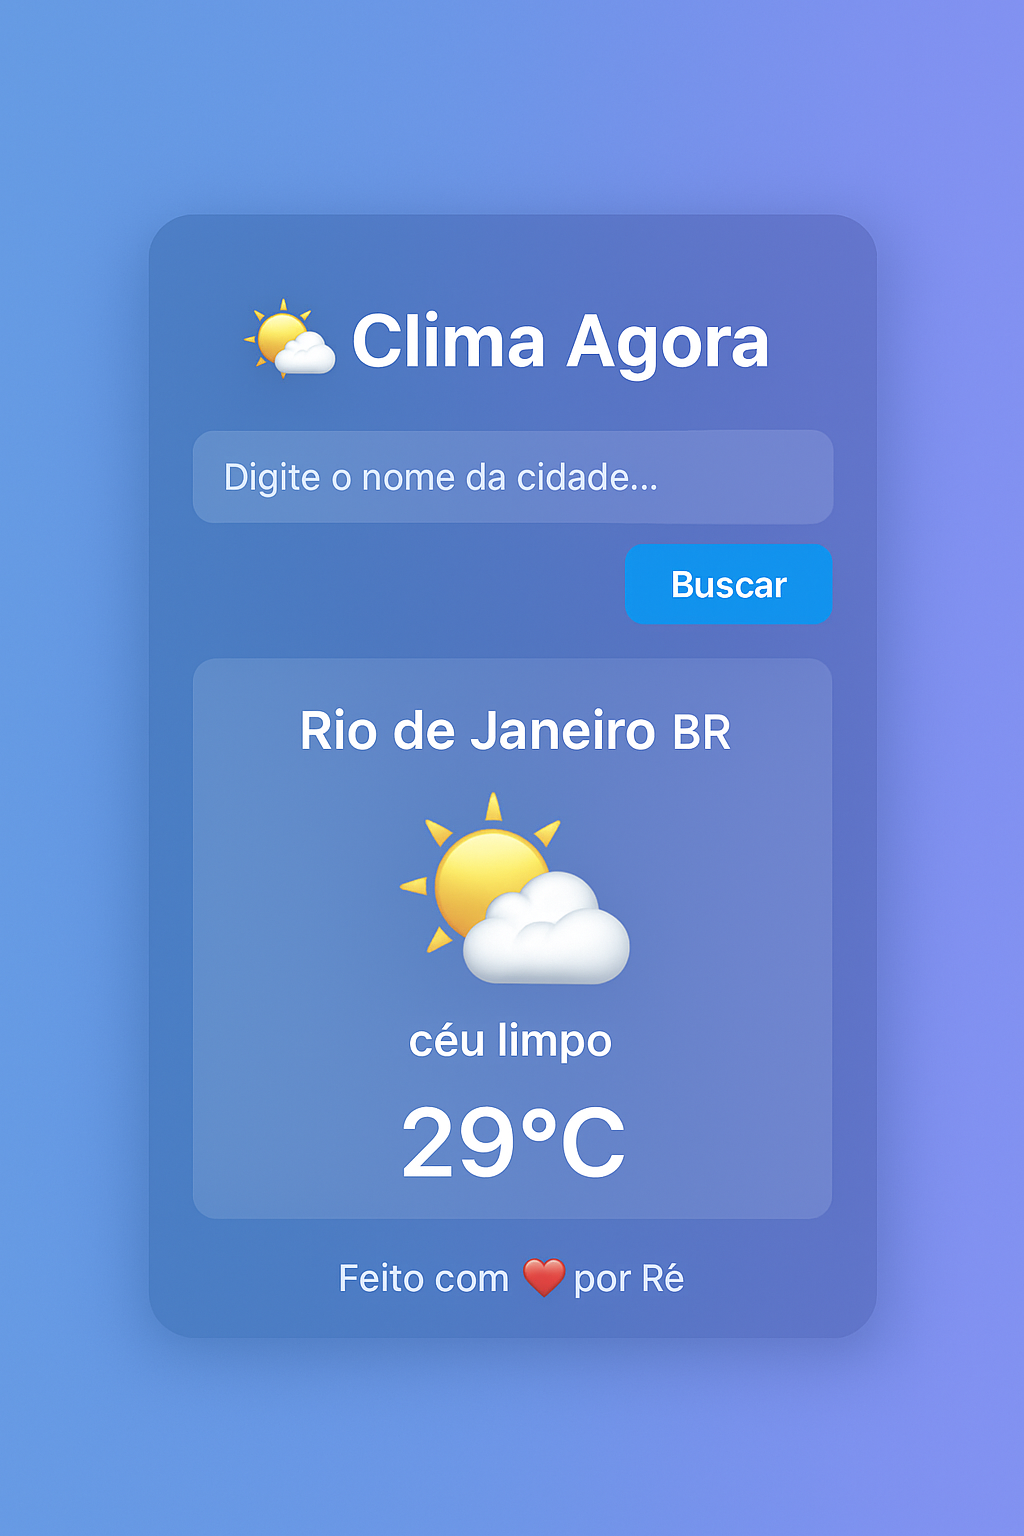 Clima Agora
Digite o nome da cidade...
Buscar
Rio de Janeiro BR
céu limpo
29°C
Feito com ❤️ por Ré